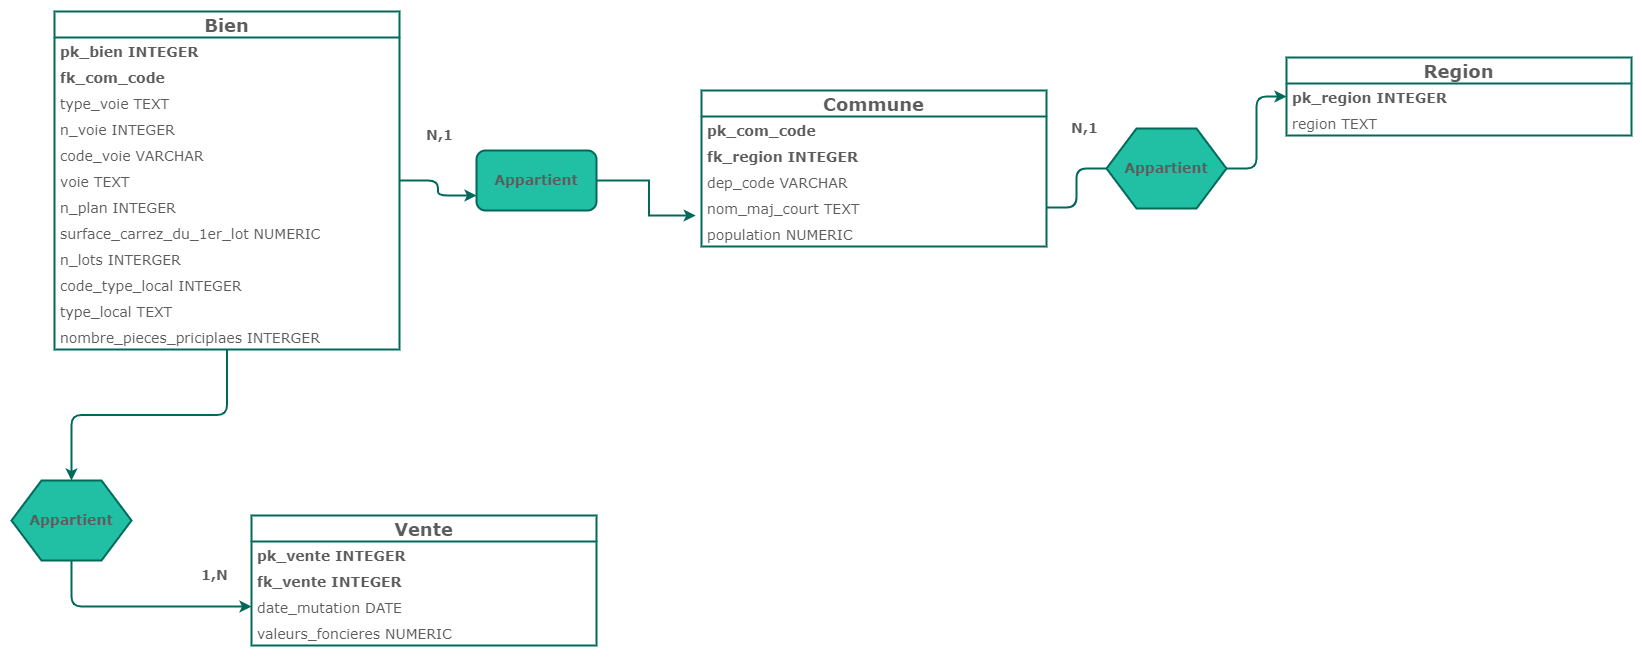 Bien
pk_bien INTEGER
fk_com_code
type_voie TEXT
n_voie INTEGER
code_voie VARCHAR
voie TEXT
n_plan INTEGER
surface_carrez_du_1er_lot NUMERIC
n_lots INTERGER
code_type_local INTEGER
type_local TEXT
nombre_pieces_priciplaes INTERGER
N,1
Appartient
Commune
pk_com_code
fk_region INTEGER
dep_code VARCHAR
nom_maj_court TEXT
population NUMERIC
N,1
Appartient
Region
pk_region INTEGER
region TEXT
Appartient
1,N
Vente
pk_vente INTEGER
fk_vente INTEGER
date_mutation DATE
valeurs_foncieres NUMERIC